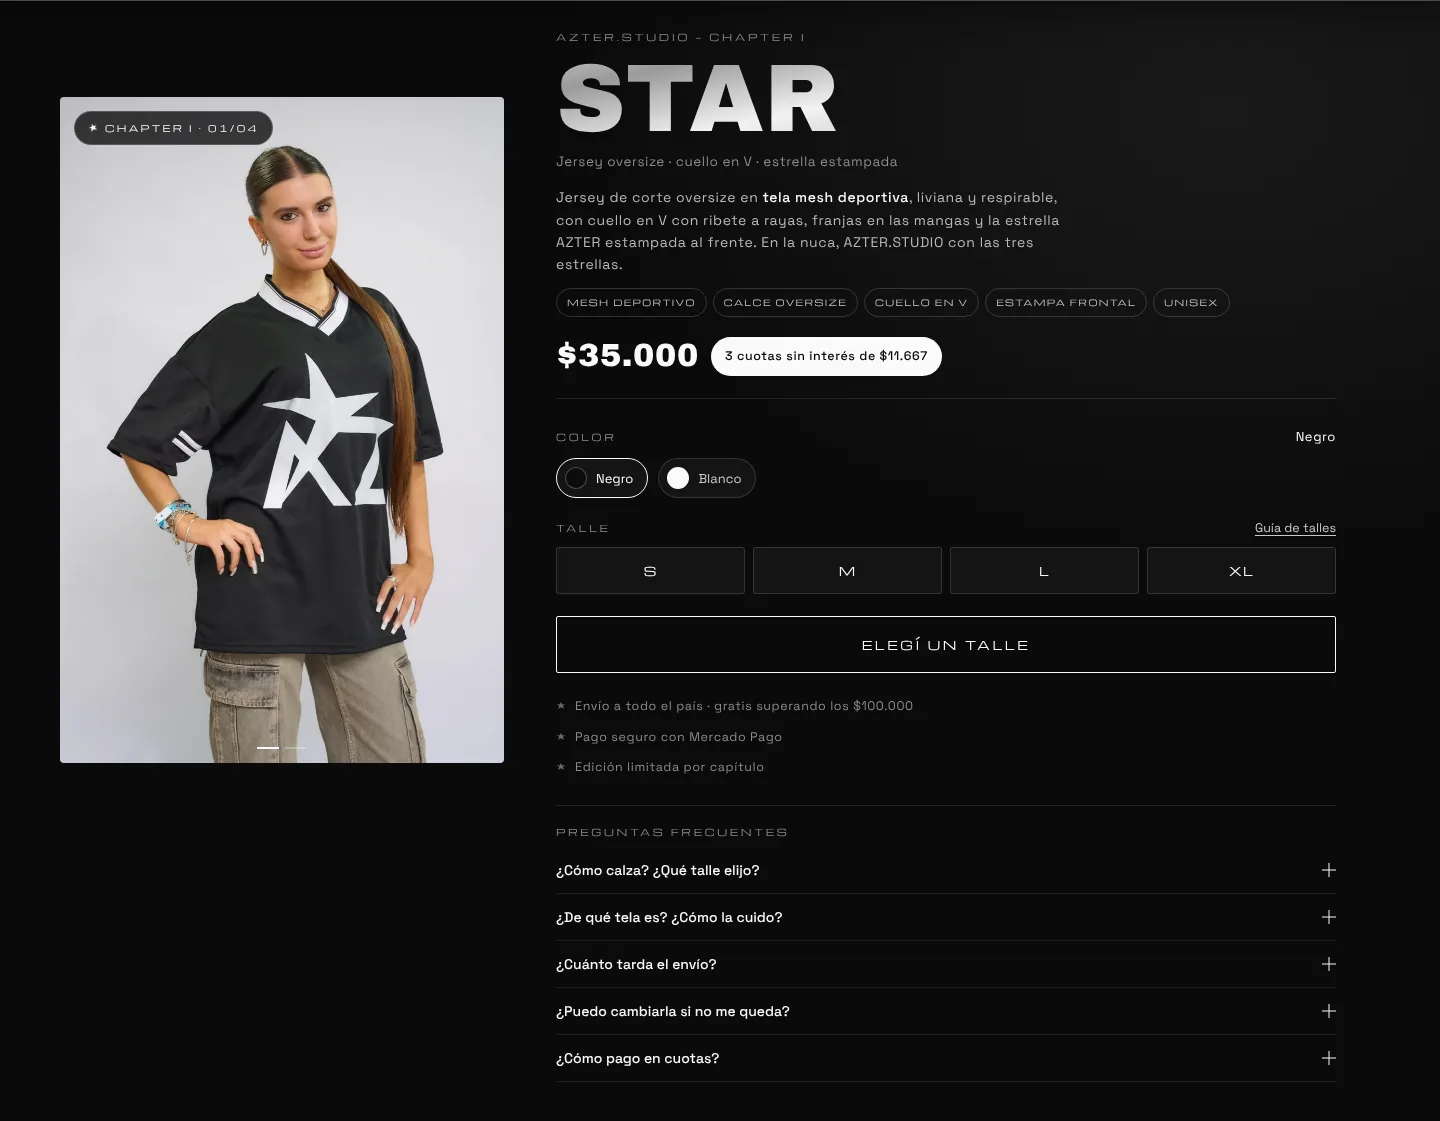 AZTER.STUDIO – CHAPTER I
STAR
★ CHAPTER I · 01/04
AZ
Jersey oversize · cuello en V · estrella estampada
Jersey de corte oversize en tela mesh deportiva, liviana y respirable,
con cuello en V con ribete a rayas, franjas en las mangas y la estrella
AZTER estampada al frente. En la nuca, AZTER.STUDIO con las tres
estrellas.
MESH DEPORTIVO CALCE OVERSIZE CUELLO EN V ESTAMPA FRONTAL UNISEX
$35.000 3 cuotas sin interés de $11.667
COLOR Negro
Negro Blanco
TALLE Guía de talles
S M L XL
ELEGÍ UN TALLE
★ Envío a todo el país · gratis superando los $100.000
★ Pago seguro con Mercado Pago
★ Edición limitada por capítulo
PREGUNTAS FRECUENTES
¿Cómo calza? ¿Qué talle elijo?
¿De qué tela es? ¿Cómo la cuido?
¿Cuánto tarda el envío?
¿Puedo cambiarla si no me queda?
¿Cómo pago en cuotas?